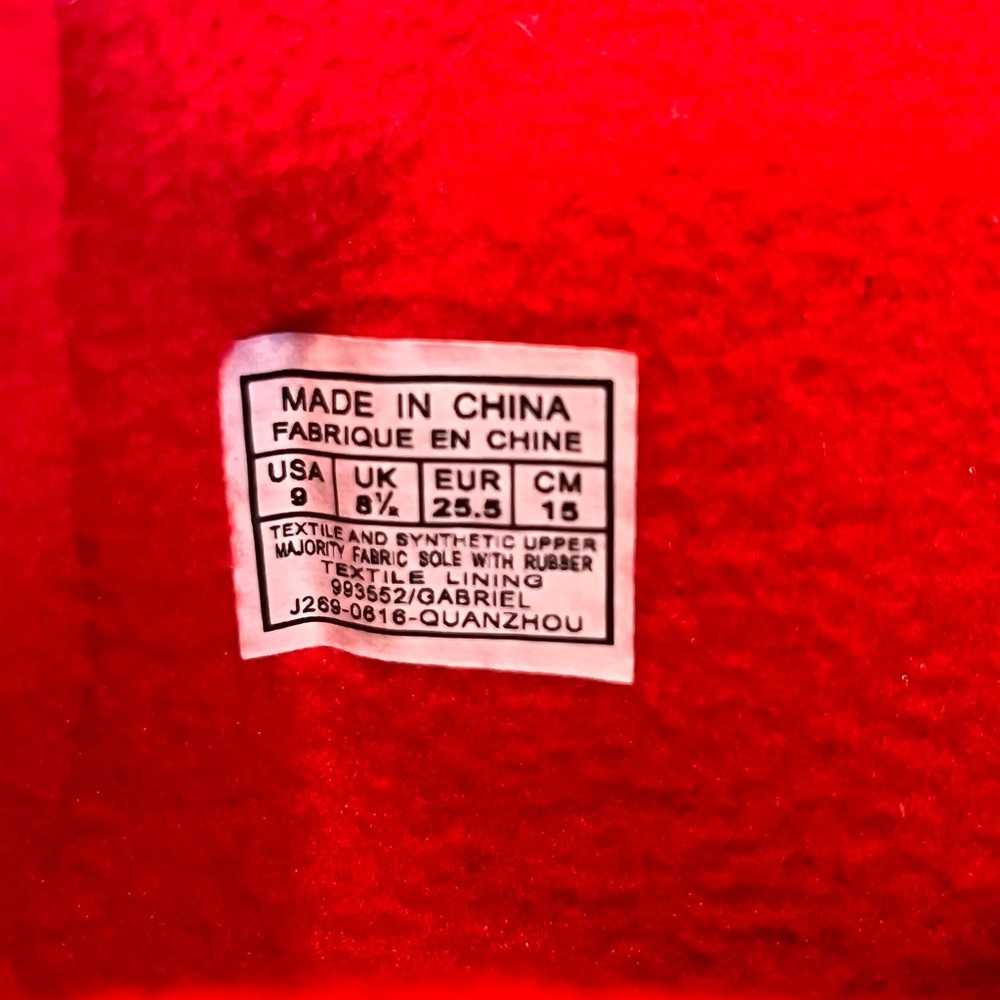 MADE IN CHINA
FABRIQUE EN CHINE
USA UK EUR CM
9 8½ 25.5 15
TEXTILE AND SYNTHETIC UPPER
MAJORITY FABRIC SOLE WITH RUBBER
TEXTILE LINING
993552/GABRIEL
J269-0616-QUANZHOU